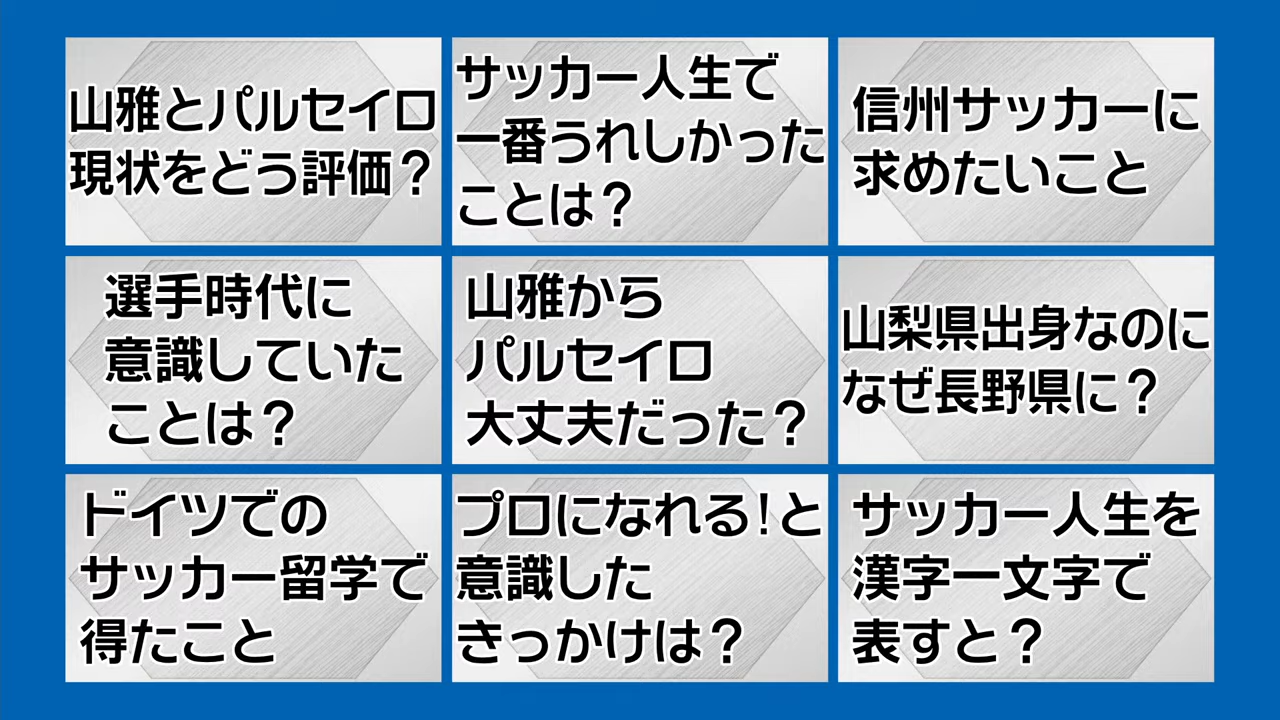 山雅とパルセイロ
現状をどう評価？
サッカー人生で
一番うれしかった
ことは？
信州サッカーに
求めたいこと
選手時代に
意識していた
ことは？
山雅から
パルセイロ
大丈夫だった？
山梨県出身なのに
なぜ長野県に？
ドイツでの
サッカー留学で
得たこと
プロになれる！と
意識した
きっかけは？
サッカー人生を
漢字一文字で
表すと？